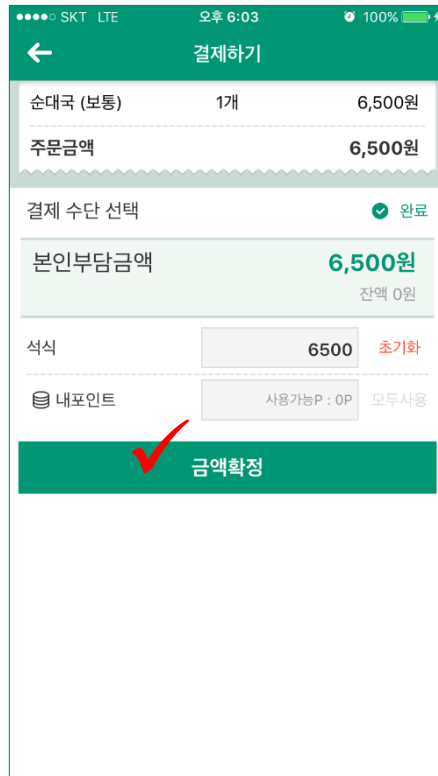 SKT LTE 오후 6:03 100%
결제하기
순대국 (보통) 1개 6,500원
주문금액 6,500원
결제 수단 선택 완료
본인부담금액 6,500원
잔액 0원
석식 6500 초기화
내포인트 사용가능P : 0P 모두사용
금액확정